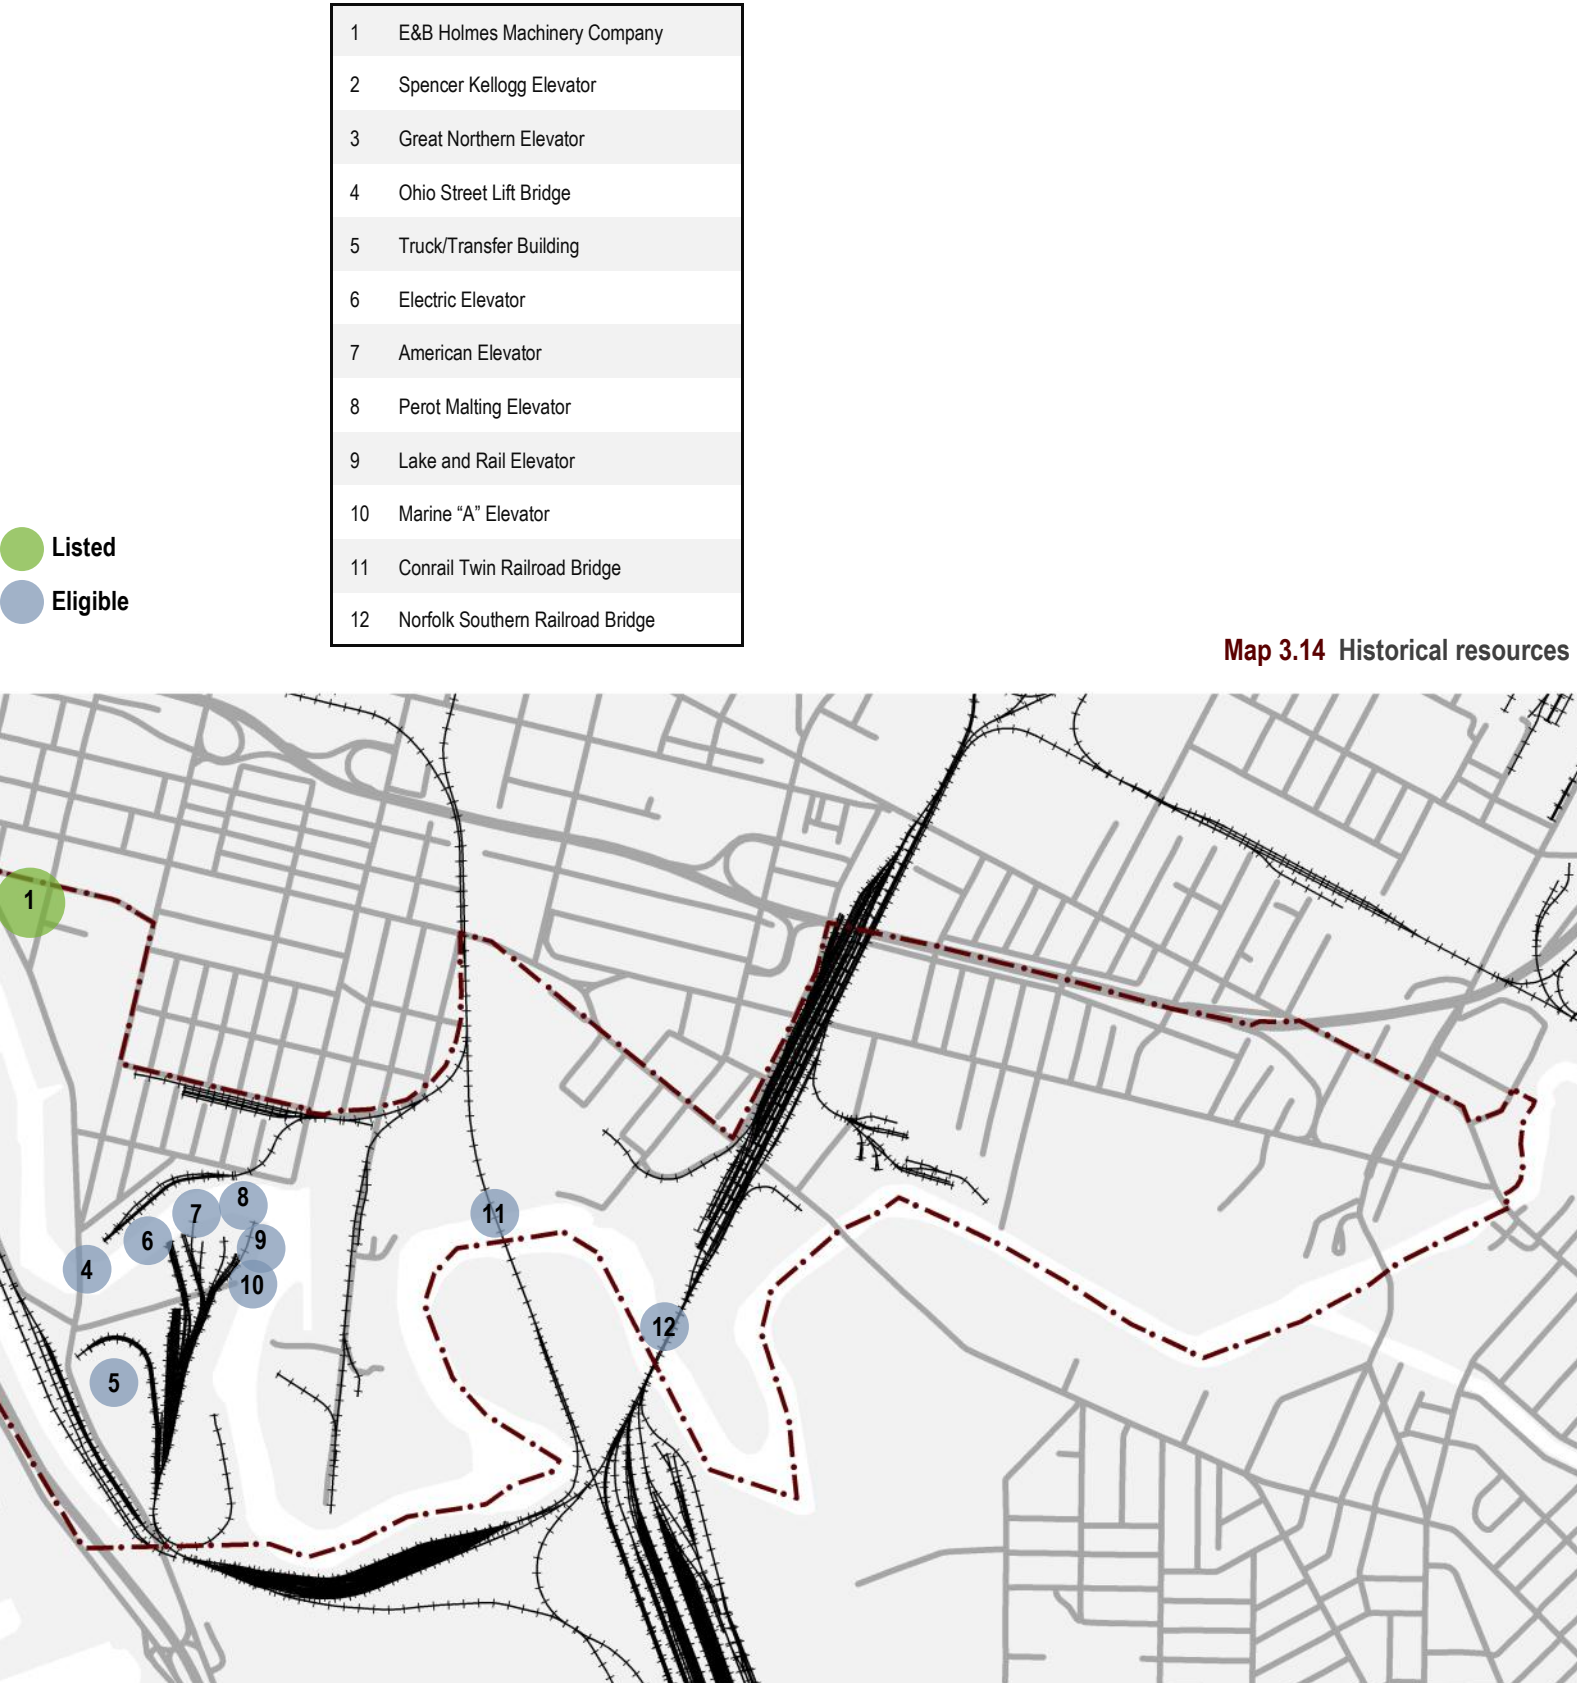 1 E&B Holmes Machinery Company
2 Spencer Kellogg Elevator
3 Great Northern Elevator
4 Ohio Street Lift Bridge
5 Truck/Transfer Building
6 Electric Elevator
7 American Elevator
8 Perot Malting Elevator
9 Lake and Rail Elevator
10 Marine “A” Elevator
11 Conrail Twin Railroad Bridge
12 Norfolk Southern Railroad Bridge
Listed
Eligible
Map 3.14 Historical resources
1
8
7
11
6
9
4
10
12
5